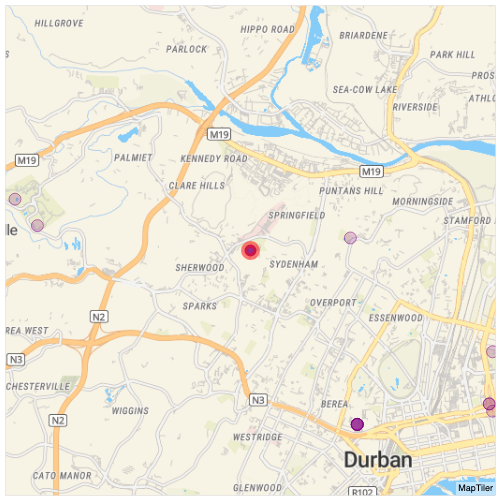 HILLGROVE
HIPPO ROAD
BRIARDENE
PARLOCK
PARK HILL
PROS
SEA-COW LAKE
ATHLO
RIVERSIDE
M19
M19
PALMIET
KENNEDY ROAD
M19
CLARE HILLS
PUNTANS HILL
MORNINGSIDE
SPRINGFIELD
STAMFORD
lle
SHERWOOD
SYDENHAM
SPARKS
OVERPORT
N2
ESSENWOOD
REA WEST
N3
CHESTERVILLE
N3
BEREA
WIGGINS
N2
WESTRIDGE
Durban
CATO MANOR
GLENWOOD
R102
MapTiler